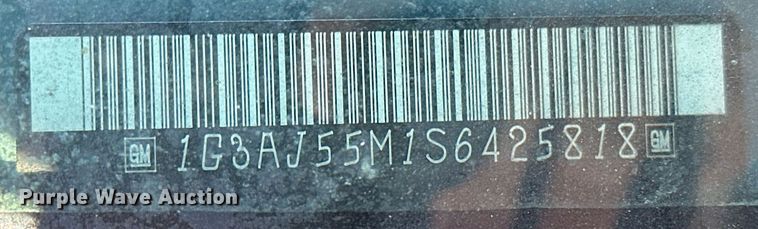 GM 1G3AJ55M1S6425818 GM
Purple Wave Auction